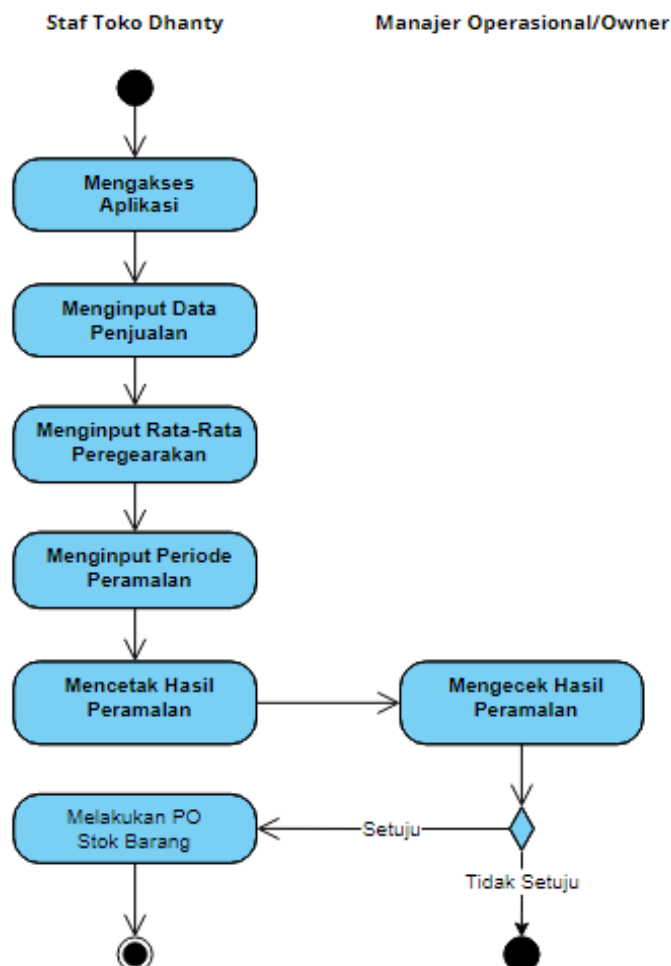 Staf Toko Dhanty
Manajer Operasional/Owner
Mengakses
Aplikasi
Menginput Data
Penjualan
Menginput Rata-Rata
Peregearakan
Menginput Periode
Peramalan
Mencetak Hasil
Peramalan
Mengecek Hasil
Peramalan
Melakukan PO
Stok Barang
Setuju
Tidak Setuju